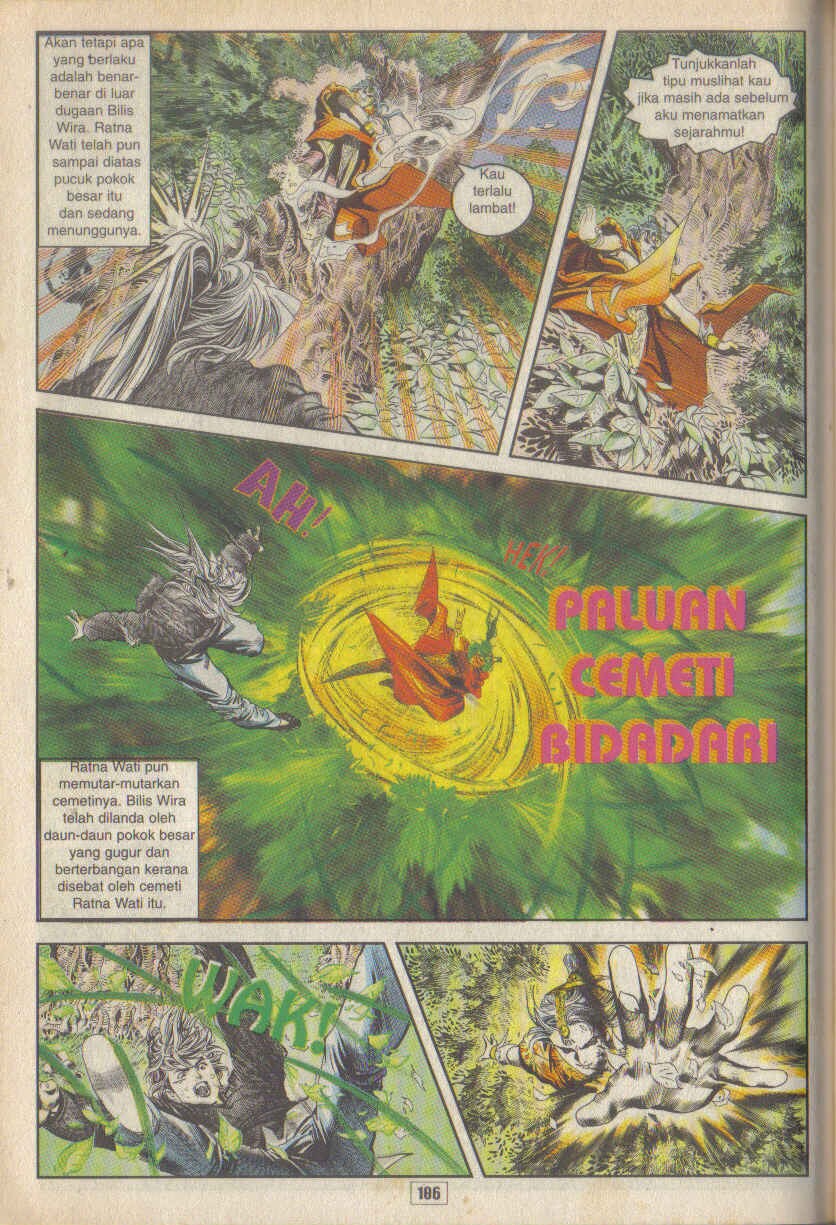 Akan tetapi apa
yang berlaku
adalah benar-
benar di luar
dugaan Bilis
Wira. Ratna
Wati telah pun
sampai diatas
pucuk pokok
besar itu
dan sedang
menunggunya.
Kau
terlalu
lambat!
Tunjukkanlah
tipu muslihat kau
jika masih ada sebelum
aku menamatkan
sejarahmu!
AH!
HEK!
PALUAN
CEMETI
BIDADARI
Ratna Wati pun
memutar-mutarkan
cemetinya. Bilis Wira
telah dilanda oleh
daun-daun pokok besar
yang gugur dan
berterbangan kerana
disebat oleh cemeti
Ratna Wati itu.
WAK!
106